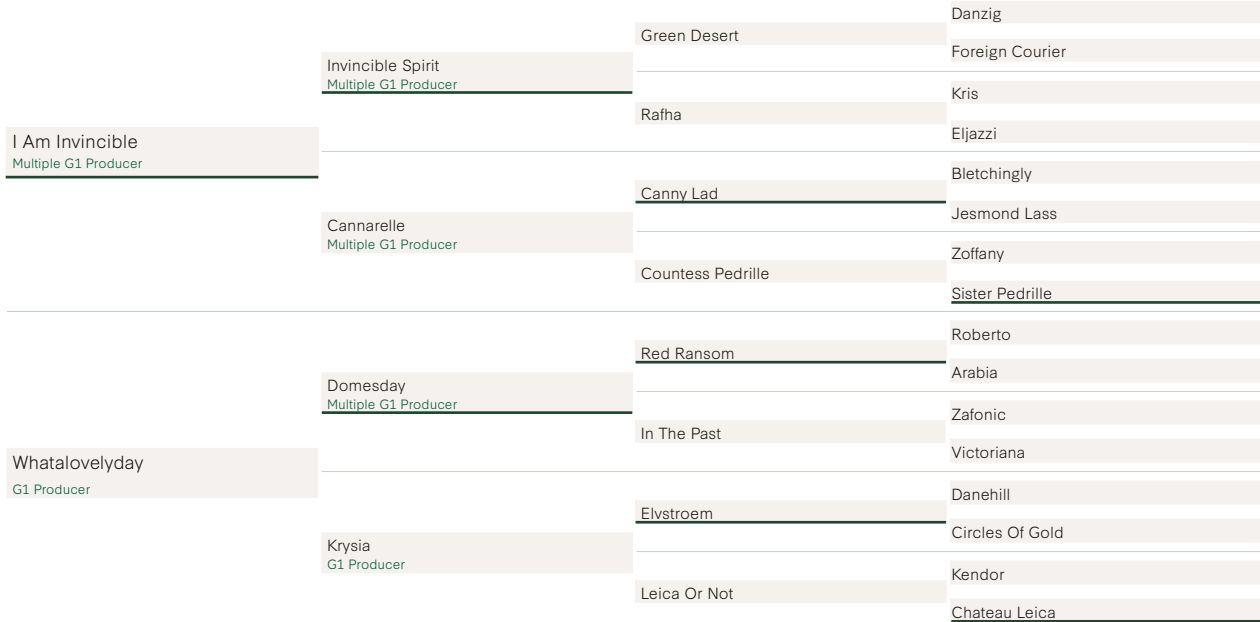 Danzig
Green Desert
Foreign Courier
Invincible Spirit
Multiple G1 Producer
Kris
Rafha
Eljazzi
I Am Invincible
Multiple G1 Producer
Bletchingly
Canny Lad
Jesmond Lass
Cannarelle
Multiple G1 Producer
Zoffany
Countess Pedrille
Sister Pedrille
Roberto
Red Ransom
Arabia
Domesday
Multiple G1 Producer
Zafonic
In The Past
Victoriana
Whatalovelyday
G1 Producer
Danehill
Elvstroem
Circles Of Gold
Krysia
G1 Producer
Kendor
Leica Or Not
Chateau Leica